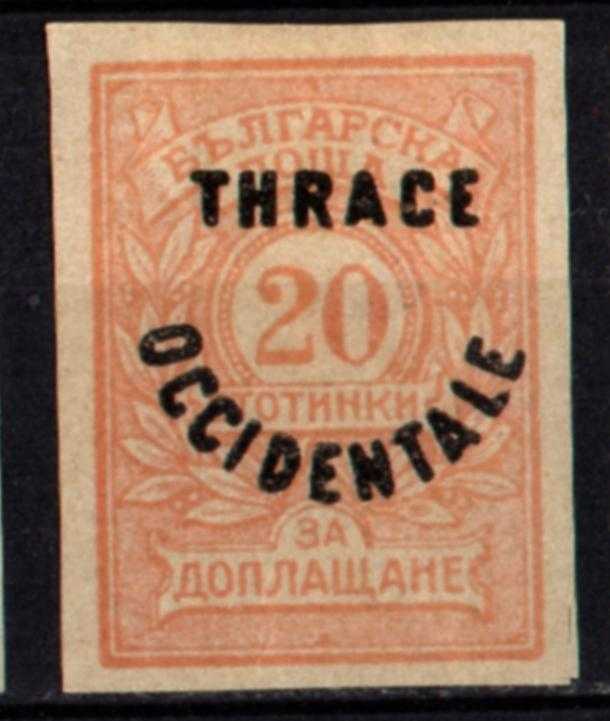 БЪЛГАРСКА
ПОЩА
THRACE
20
СТОТИНКИ
OCCIDENTALE
ЗА
ДОПЛАЩАНЕ